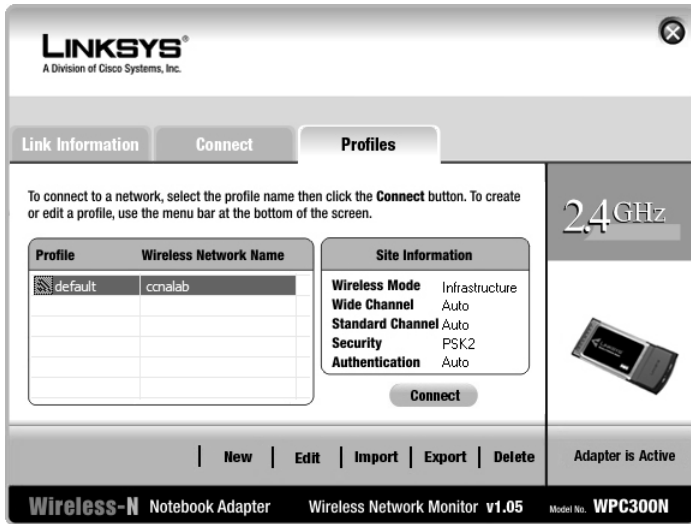 LINKSYS®
A Division of Cisco Systems, Inc.
Link Information
Connect
Profiles
To connect to a network, select the profile name then click the Connect button. To create
or edit a profile, use the menu bar at the bottom of the screen.
2.4GHz
Profile Wireless Network Name
default ccnalab
Site Information
Wireless Mode Infrastructure
Wide Channel Auto
Standard Channel Auto
Security PSK2
Authentication Auto
Connect
LINKSYS
New | Edit | Import | Export | Delete
Adapter is Active
Wireless-N Notebook Adapter Wireless Network Monitor v1.05 Model No. WPC300N